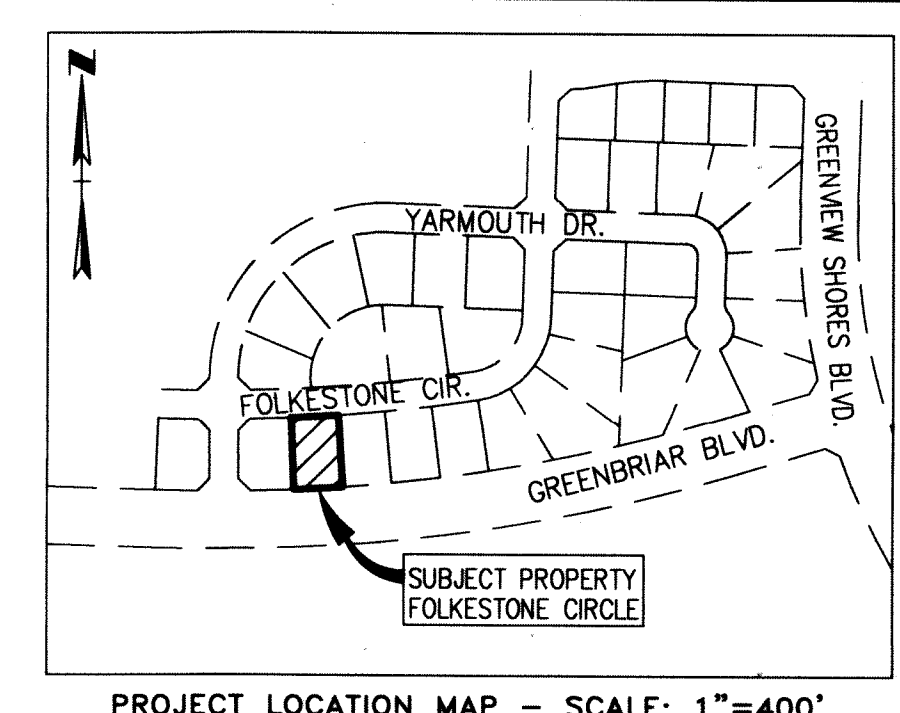 N
YARMOUTH DR.
GREENVIEW SHORES BLVD.
FOLKESTONE CIR.
GREENBRIAR BLVD.
SUBJECT PROPERTY
FOLKESTONE CIRCLE
PROJECT LOCATION MAP - SCALE: 1"=400'